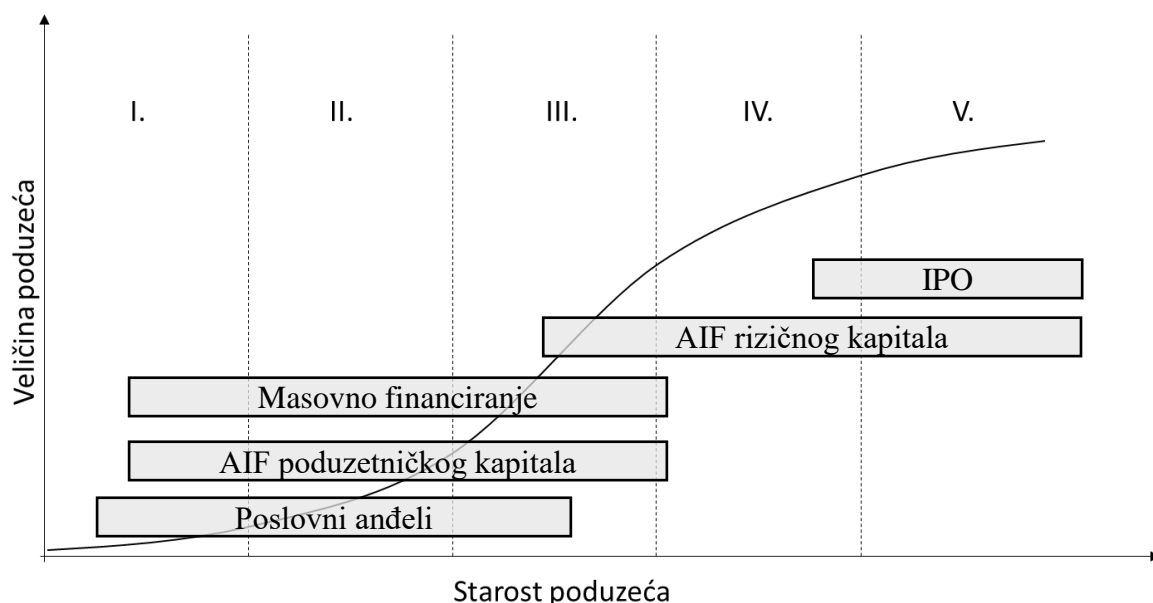 I.
II.
III.
IV.
V.
Veličina poduzeća
IPO
AIF rizičnog kapitala
Masovno financiranje
AIF poduzetničkog kapitala
Poslovni anđeli
Starost poduzeća